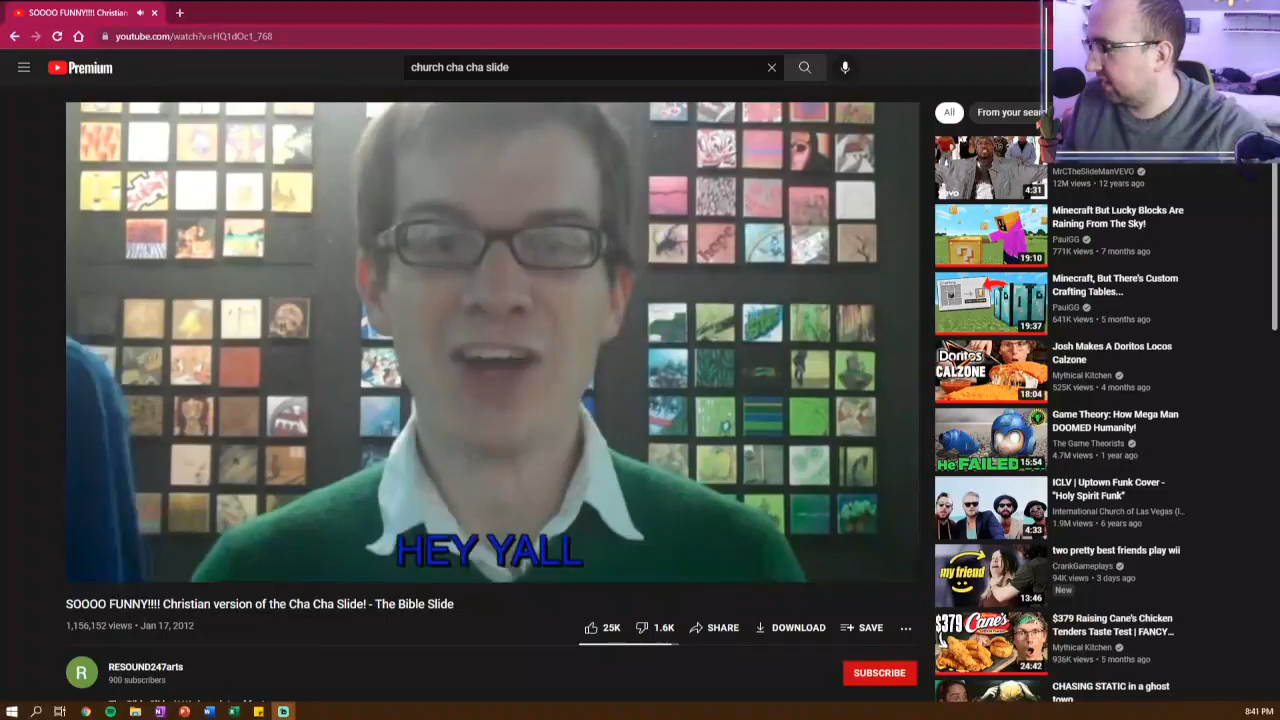 SOOOO FUNNY!!!! Christian
youtube.com/watch?v=HQ1dOc1_768
Premium
church cha cha slide
All
From your sear
HEY YALL
SOOOO FUNNY!!!! Christian version of the Cha Cha Slide! - The Bible Slide
1,156,152 views • Jan 17, 2012
25K
1.6K
SHARE
DOWNLOAD
SAVE
R
RESOUND247arts
900 subscribers
SUBSCRIBE
vevo
4:31
MrCTheSlideManVEVO
12M views • 12 years ago
19:10
Minecraft But Lucky Blocks Are
Raining From The Sky!
PaulGG
771K views • 7 months ago
19:37
Minecraft, But There's Custom
Crafting Tables...
PaulGG
641K views • 5 months ago
Doritos
CALZONE
18:04
Josh Makes A Doritos Locos
Calzone
Mythical Kitchen
525K views • 4 months ago
He FAILED
15:54
Game Theory: How Mega Man
DOOMED Humanity!
The Game Theorists
4.7M views • 1 year ago
4:33
ICLV | Uptown Funk Cover -
"Holy Spirit Funk"
International Church of Las Vegas (I...
1.9M views • 6 years ago
my friend
13:46
two pretty best friends play wii
CrankGameplays
94K views • 3 days ago
New
$379
Cane's
24:42
$379 Raising Cane's Chicken
Tenders Taste Test | FANCY...
Mythical Kitchen
936K views • 5 months ago
CHASING STATIC in a ghost
town
8:41 PM